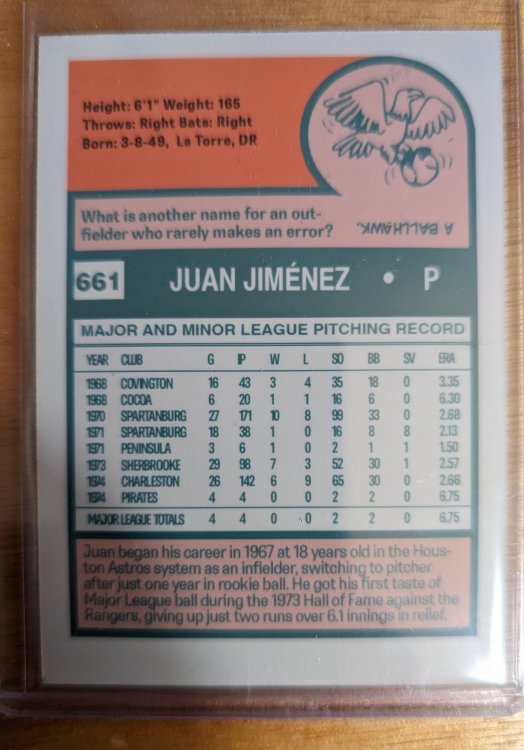 Height: 6'1" Weight: 165
Throws: Right Bats: Right
Born: 3-8-49, La Torre, DR
What is another name for an out-
fielder who rarely makes an error?
A BALLHAWK.
661 JUAN JIMÉNEZ • P
MAJOR AND MINOR LEAGUE PITCHING RECORD
YEAR CLUB G IP W L SO BB SV ERA
1968 COVINGTON 16 43 3 4 35 18 0 3.35
1968 COCOA 6 20 1 1 16 6 0 6.30
1970 SPARTANBURG 27 171 10 8 99 33 0 2.68
1971 SPARTANBURG 18 38 1 0 16 8 8 2.13
1971 PENINSULA 3 6 1 0 2 1 1 1.50
1973 SHERBROOKE 29 98 7 3 52 30 1 2.57
1974 CHARLESTON 26 142 6 9 65 30 0 2.66
1974 PIRATES 4 4 0 0 2 2 0 6.75
MAJOR LEAGUE TOTALS 4 4 0 0 2 2 0 6.75
Juan began his career in 1967 at 18 years old in the Hous-
ton Astros system as an infielder, switching to pitcher
after just one year in rookie ball. He got his first taste of
Major League ball during the 1973 Hall of Fame against the
Rangers, giving up just two runs over 6.1 innings in relief.